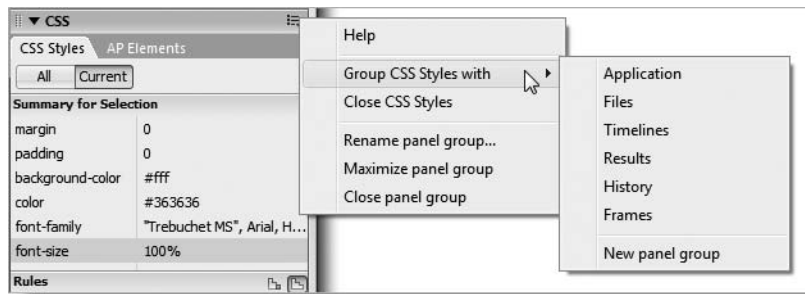 CSS
CSS Styles AP Elements
All Current
Summary for Selection
margin 0
padding 0
background-color #fff
color #363636
font-family "Trebuchet MS", Arial, H...
font-size 100%
Rules
Help
Group CSS Styles with
Close CSS Styles
Rename panel group...
Maximize panel group
Close panel group
Application
Files
Timelines
Results
History
Frames
New panel group